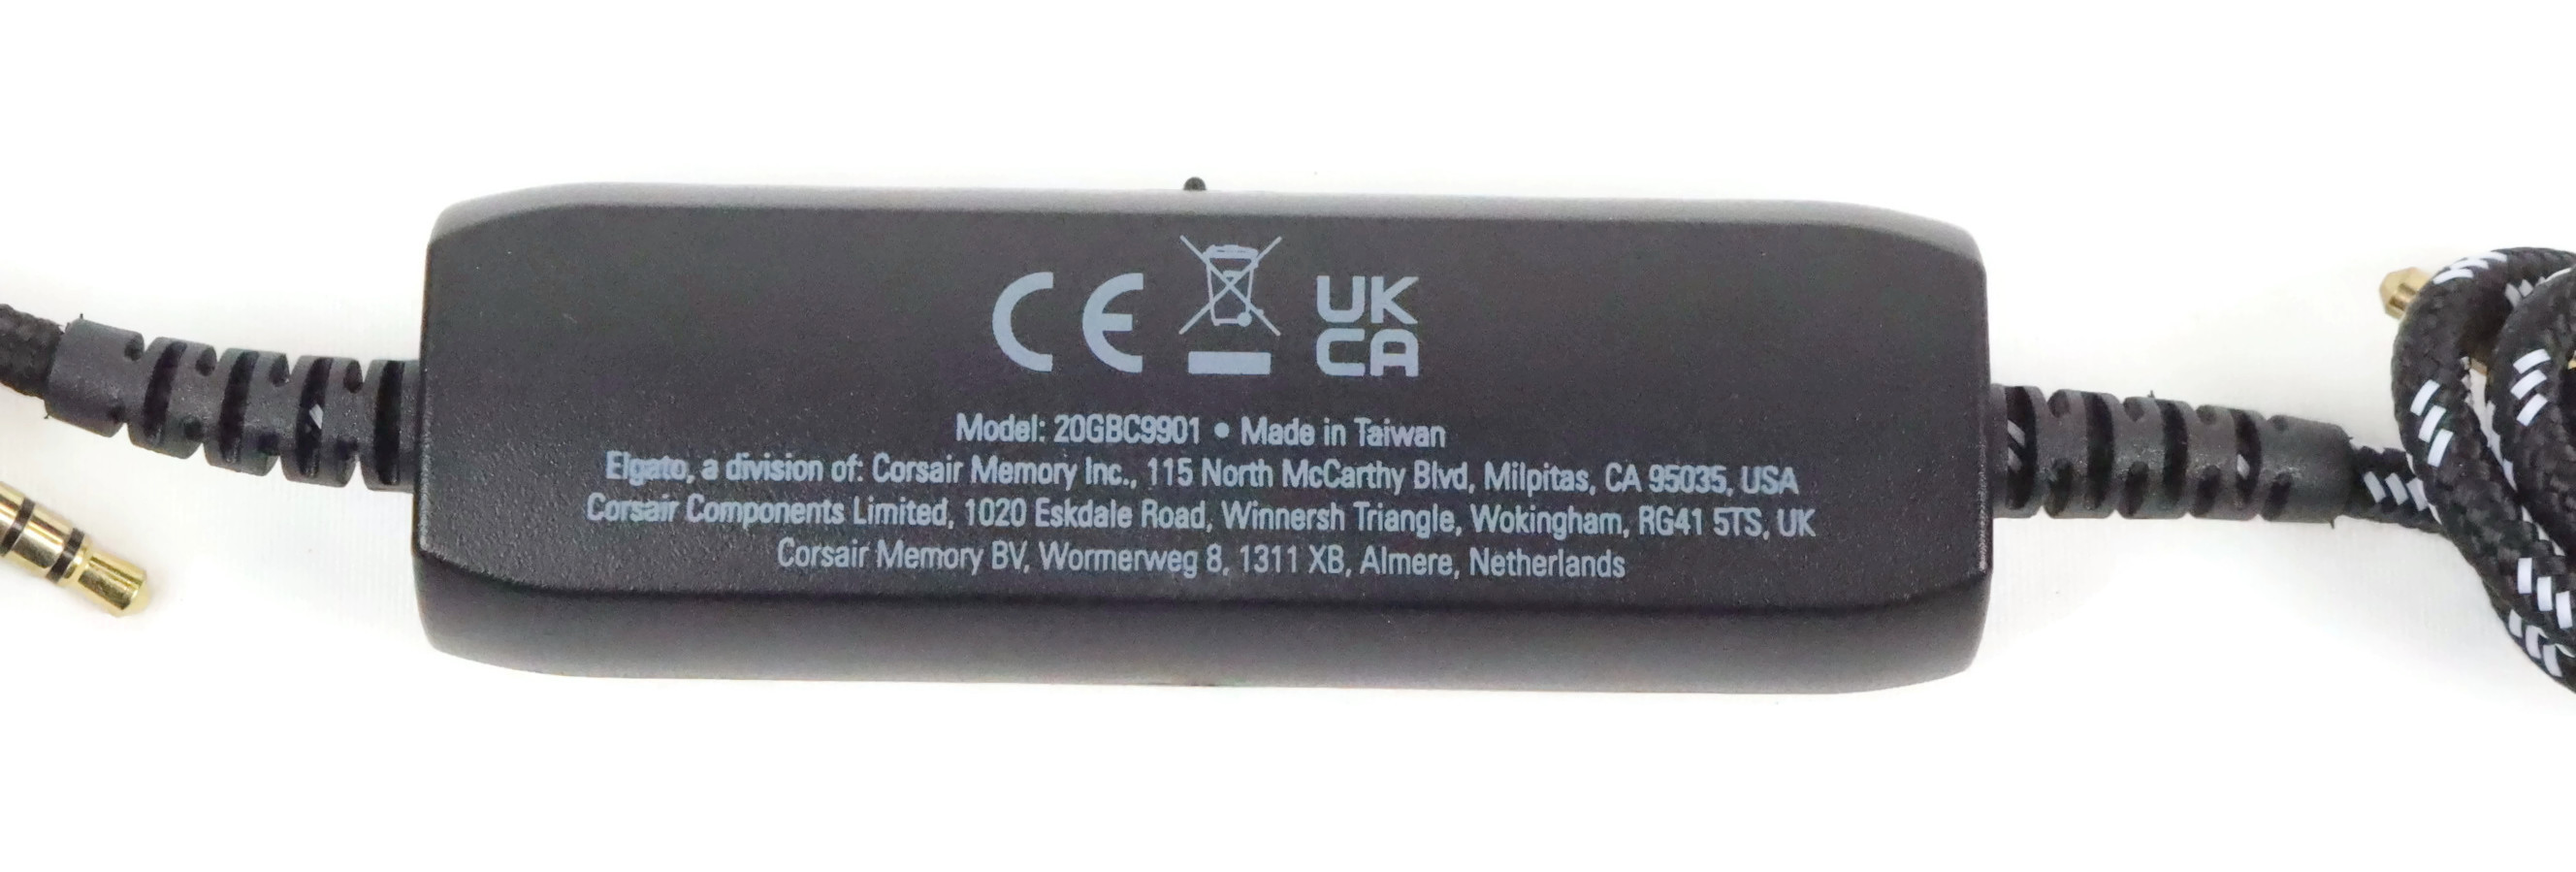 CE UK
CA
Model: 20GBC9901 • Made in Taiwan
Elgato, a division of: Corsair Memory Inc., 115 North McCarthy Blvd, Milpitas, CA 95035, USA
Corsair Components Limited, 1020 Eskdale Road, Winnersh Triangle, Wokingham, RG41 5TS, UK
Corsair Memory BV, Wormerweg 8, 1311 XB, Almere, Netherlands